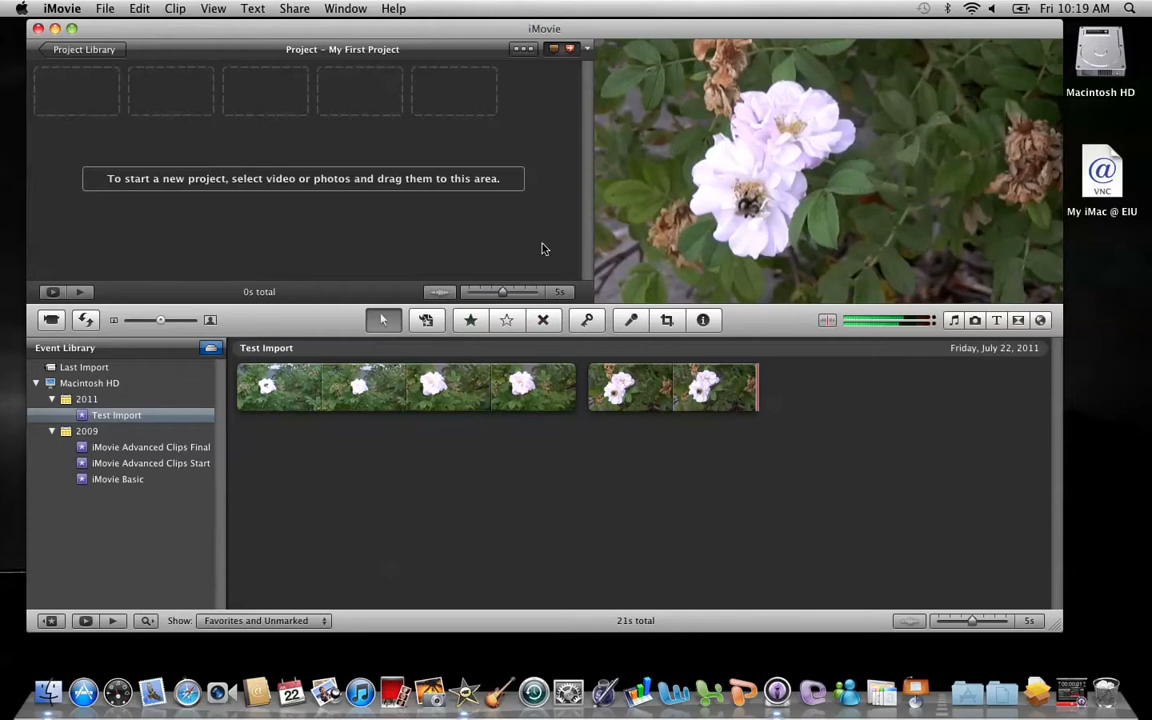 iMovie File Edit Clip View Text Share Window Help Fri 10:19 AM
iMovie
Project Library Project – My First Project
To start a new project, select video or photos and drag them to this area.
0s total 5s
Macintosh HD
VNC
My iMac @ EIU
Event Library
Last Import
Macintosh HD
2011
Test Import
2009
iMovie Advanced Clips Final
iMovie Advanced Clips Start
iMovie Basic
Test Import Friday, July 22, 2011
Show: Favorites and Unmarked 21s total 5s
22